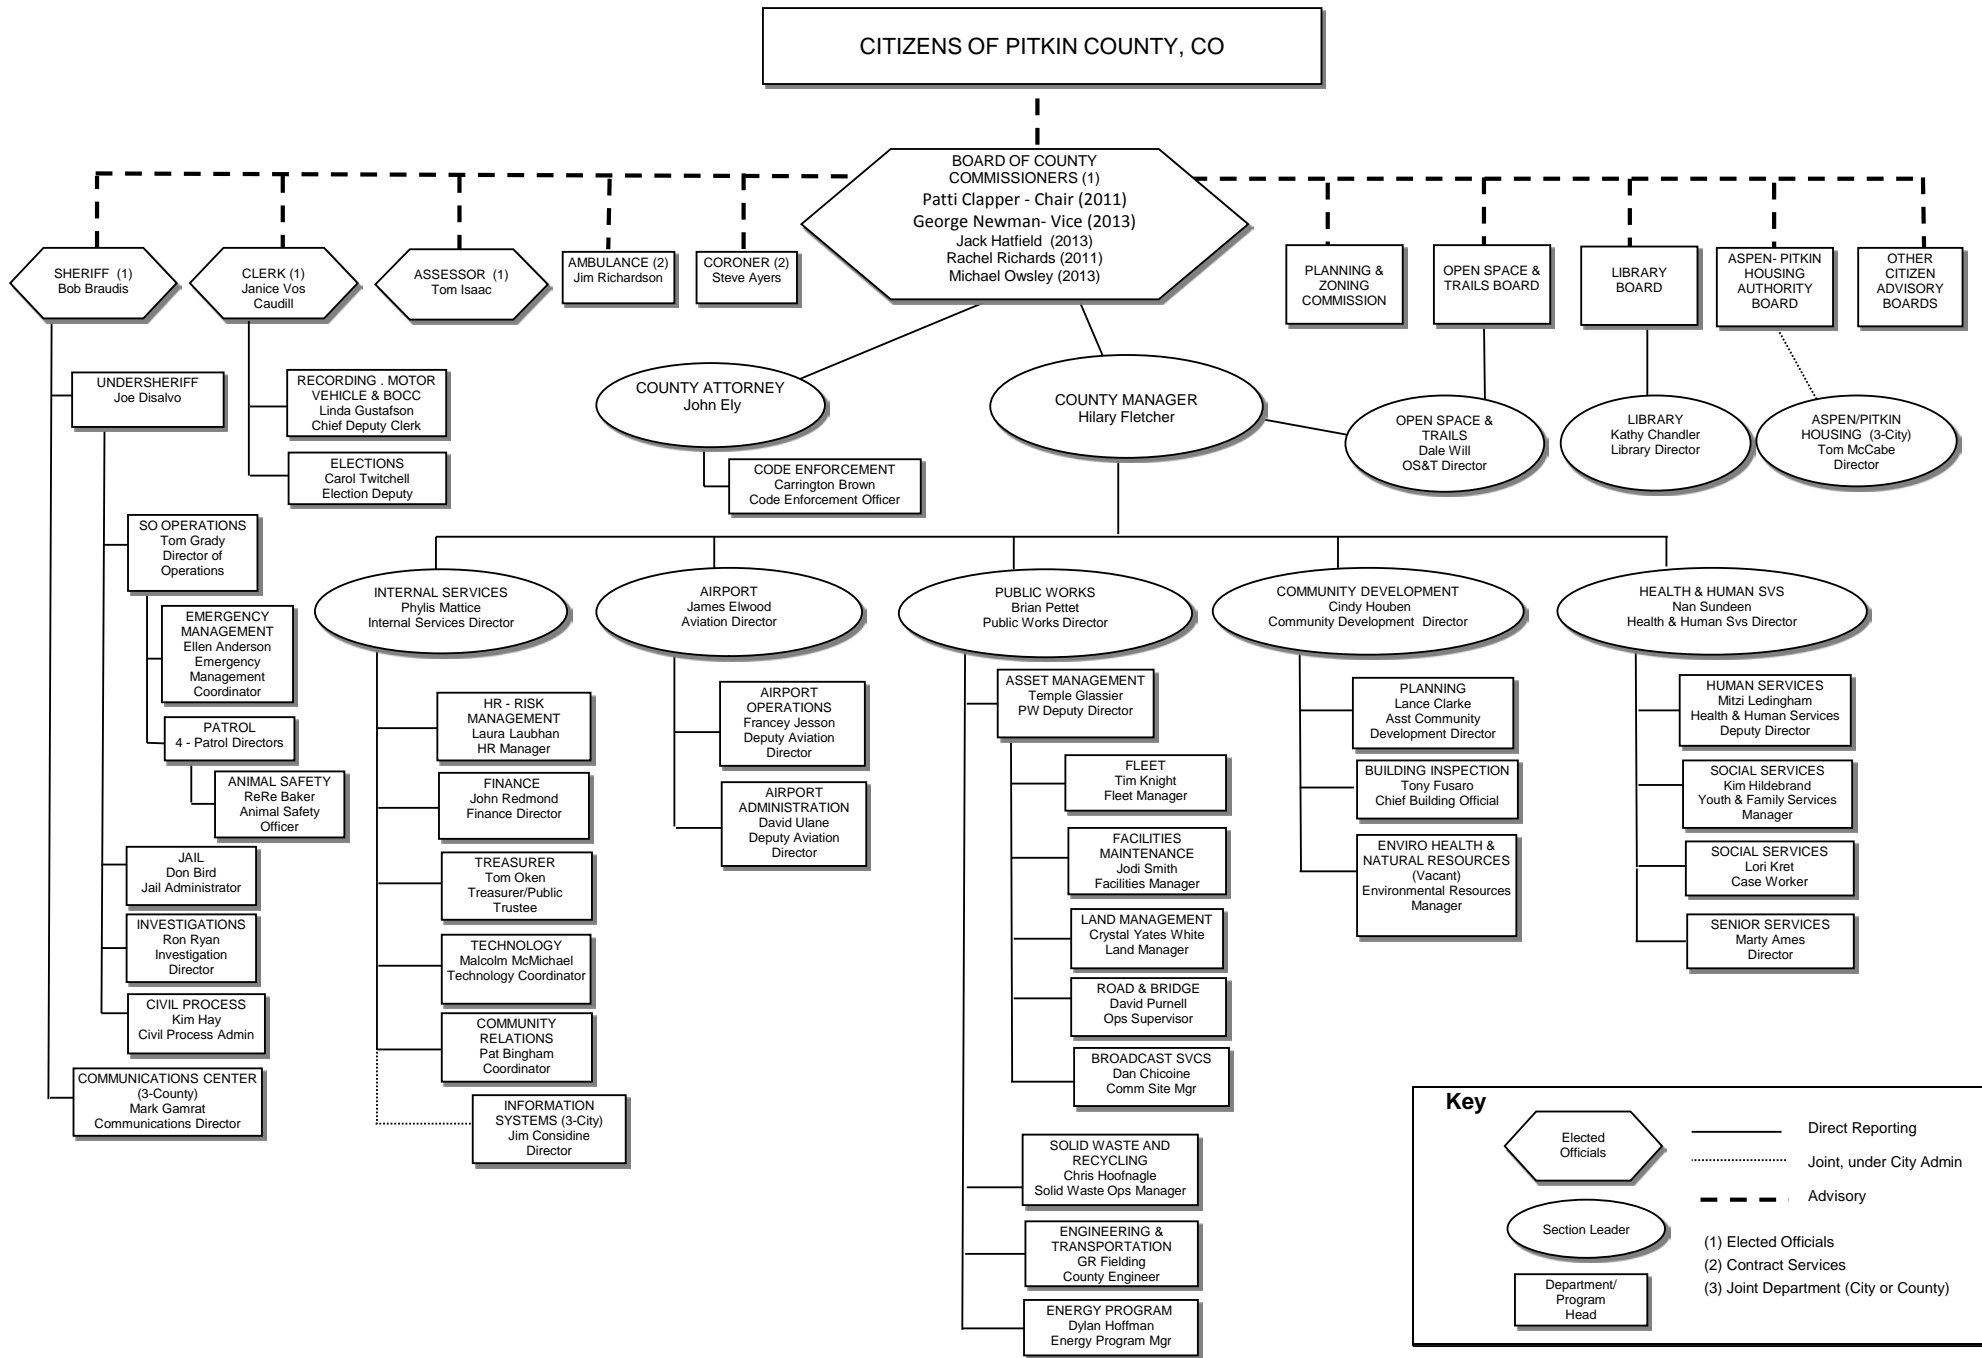 CITIZENS OF PITKIN COUNTY, CO
BOARD OF COUNTY
COMMISSIONERS (1)
Patti Clapper - Chair (2011)
George Newman- Vice (2013)
Jack Hatfield (2013)
Rachel Richards (2011)
Michael Owsley (2013)
SHERIFF (1)
Bob Braudis
CLERK (1)
Janice Vos
Caudill
ASSESSOR (1)
Tom Isaac
AMBULANCE (2)
Jim Richardson
CORONER (2)
Steve Ayers
PLANNING &
ZONING
COMMISSION
OPEN SPACE &
TRAILS BOARD
LIBRARY
BOARD
ASPEN- PITKIN
HOUSING
AUTHORITY
BOARD
OTHER
CITIZEN
ADVISORY
BOARDS
UNDERSHERIFF
Joe Disalvo
RECORDING . MOTOR
VEHICLE & BOCC
Linda Gustafson
Chief Deputy Clerk
ELECTIONS
Carol Twitchell
Election Deputy
COUNTY ATTORNEY
John Ely
CODE ENFORCEMENT
Carrington Brown
Code Enforcement Officer
COUNTY MANAGER
Hilary Fletcher
OPEN SPACE &
TRAILS
Dale Will
OS&T Director
LIBRARY
Kathy Chandler
Library Director
ASPEN/PITKIN
HOUSING (3-City)
Tom McCabe
Director
SO OPERATIONS
Tom Grady
Director of
Operations
EMERGENCY
MANAGEMENT
Ellen Anderson
Emergency
Management
Coordinator
PATROL
4 - Patrol Directors
ANIMAL SAFETY
ReRe Baker
Animal Safety
Officer
JAIL
Don Bird
Jail Administrator
INVESTIGATIONS
Ron Ryan
Investigation
Director
CIVIL PROCESS
Kim Hay
Civil Process Admin
COMMUNICATIONS CENTER
(3-County)
Mark Gamrat
Communications Director
INTERNAL SERVICES
Phylis Mattice
Internal Services Director
HR - RISK
MANAGEMENT
Laura Laubhan
HR Manager
FINANCE
John Redmond
Finance Director
TREASURER
Tom Oken
Treasurer/Public
Trustee
TECHNOLOGY
Malcolm McMichael
Technology Coordinator
COMMUNITY
RELATIONS
Pat Bingham
Coordinator
INFORMATION
SYSTEMS (3-City)
Jim Considine
Director
AIRPORT
James Elwood
Aviation Director
AIRPORT
OPERATIONS
Francey Jesson
Deputy Aviation
Director
AIRPORT
ADMINISTRATION
David Ulane
Deputy Aviation
Director
PUBLIC WORKS
Brian Pettet
Public Works Director
ASSET MANAGEMENT
Temple Glassier
PW Deputy Director
FLEET
Tim Knight
Fleet Manager
FACILITIES
MAINTENANCE
Jodi Smith
Facilities Manager
LAND MANAGEMENT
Crystal Yates White
Land Manager
ROAD & BRIDGE
David Purnell
Ops Supervisor
BROADCAST SVCS
Dan Chicoine
Comm Site Mgr
SOLID WASTE AND
RECYCLING
Chris Hoofnagle
Solid Waste Ops Manager
ENGINEERING &
TRANSPORTATION
GR Fielding
County Engineer
ENERGY PROGRAM
Dylan Hoffman
Energy Program Mgr
COMMUNITY DEVELOPMENT
Cindy Houben
Community Development Director
PLANNING
Lance Clarke
Asst Community
Development Director
BUILDING INSPECTION
Tony Fusaro
Chief Building Official
ENVIRO HEALTH &
NATURAL RESOURCES
(Vacant)
Environmental Resources
Manager
HEALTH & HUMAN SVS
Nan Sundeen
Health & Human Svs Director
HUMAN SERVICES
Mitzi Ledingham
Health & Human Services
Deputy Director
SOCIAL SERVICES
Kim Hildebrand
Youth & Family Services
Manager
SOCIAL SERVICES
Lori Kret
Case Worker
SENIOR SERVICES
Marty Ames
Director
Key
Elected
Officials
Section Leader
Department/
Program
Head
Direct Reporting
Joint, under City Admin
Advisory
(1) Elected Officials
(2) Contract Services
(3) Joint Department (City or County)